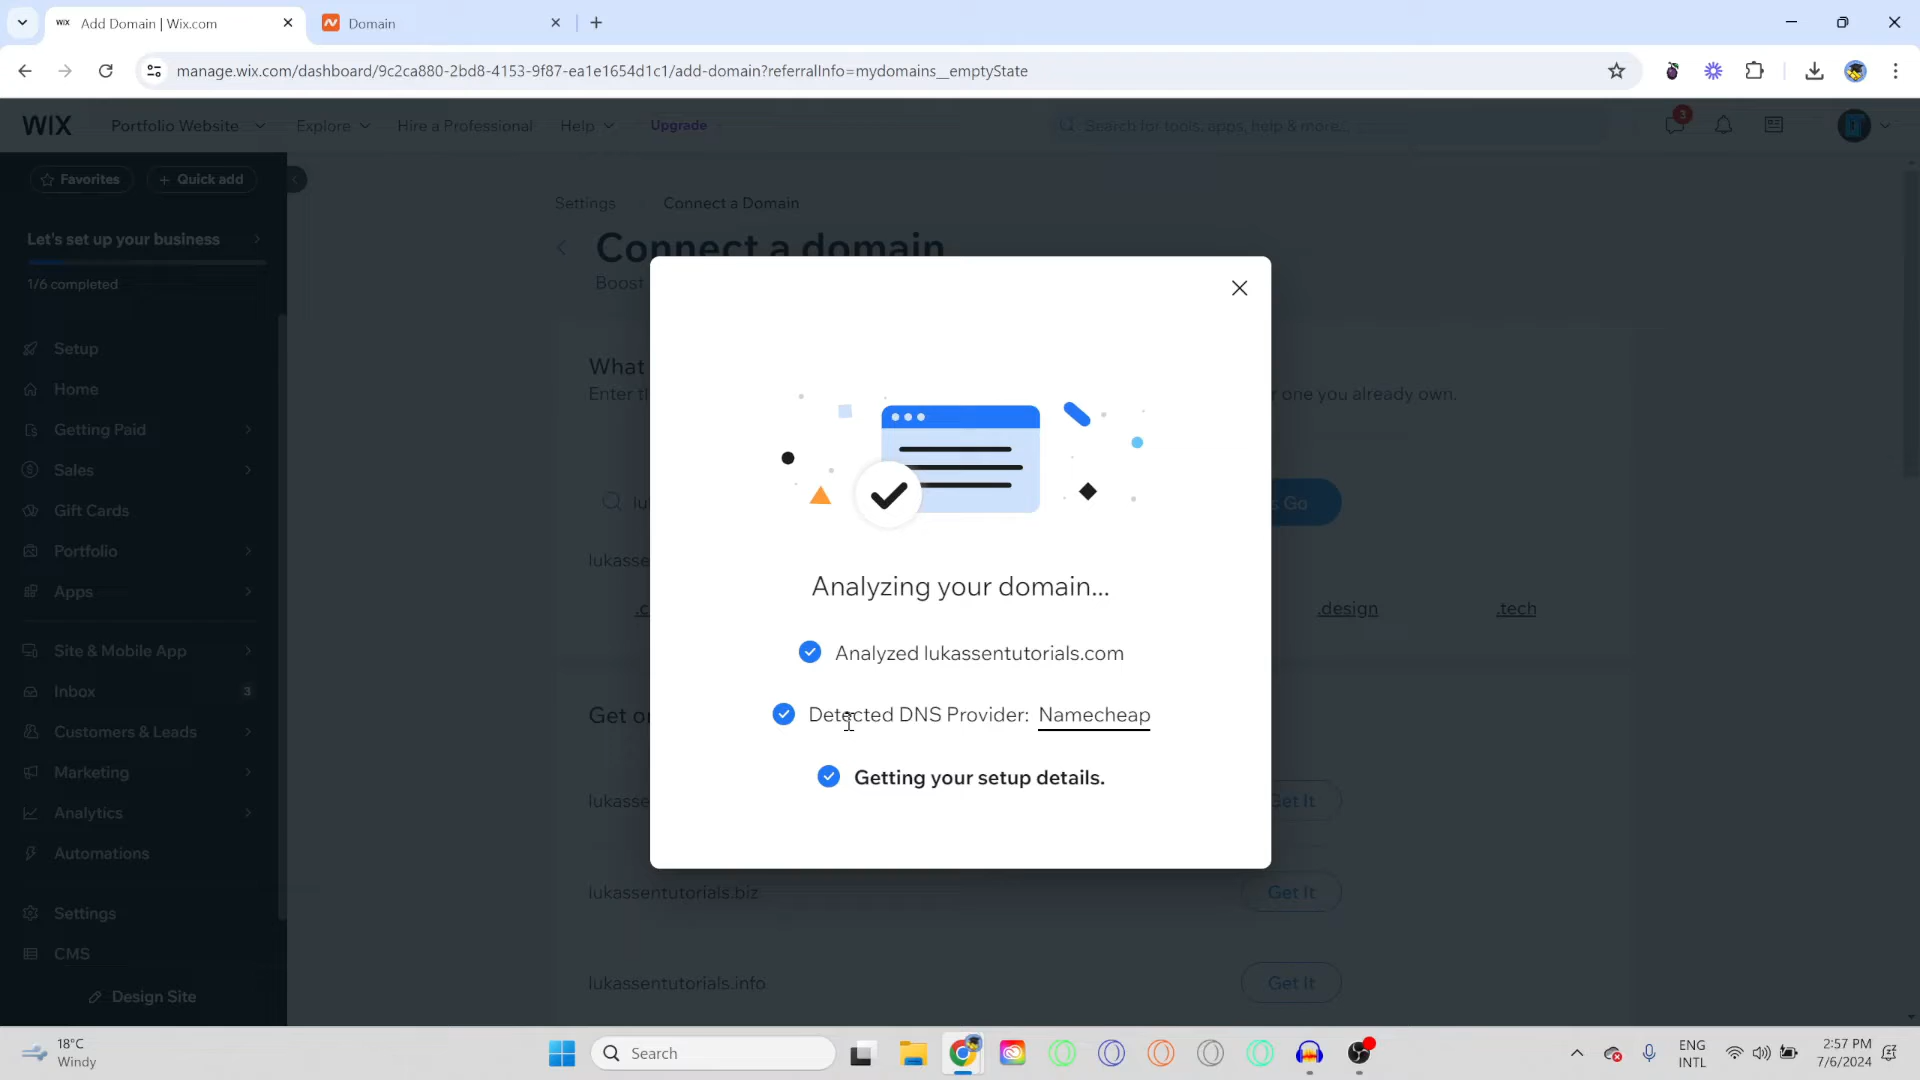 WIX Add Domain | Wix.com
Domain
manage.wix.com/dashboard/9c2ca880-2bd8-4153-9f87-ea1e1654d1c1/add-domain?referralInfo=mydomains__emptyState
WIX
Portfolio Website
Explore
Hire a Professional
Help
Upgrade
Search for tools, apps, help & more...
3
Favorites
+ Quick add
Let's set up your business
1/6 completed
Setup
Home
Getting Paid
Sales
Gift Cards
Portfolio
Apps
Site & Mobile App
Inbox
3
Customers & Leads
Marketing
Analytics
Automations
Settings
CMS
Design Site
Settings
Connect a Domain
Connect a domain
Boost
What
Enter
r one you already own.
lu
s Go
lukasse
.c
.design
.tech
Analyzing your domain...
Analyzed lukassentutorials.com
Detected DNS Provider: Namecheap
Getting your setup details.
Get
lukasse
Get It
lukassentutorials.biz
Get It
lukassentutorials.info
Get It
18°C
Windy
Search
ENG
INTL
2:57 PM
7/6/2024